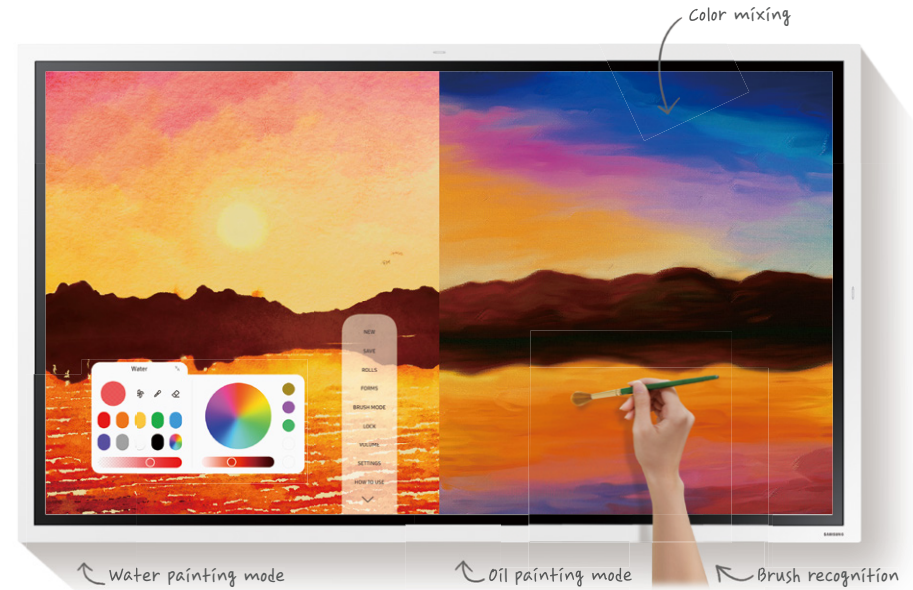 Color mixing
Water
NEW
SAVE
ROLLS
FORMS
BRUSH MODE
LOCK
VOLUME
SETTINGS
HOW TO USE
SAMSUNG
Water painting mode
Oil painting mode
Brush recognition